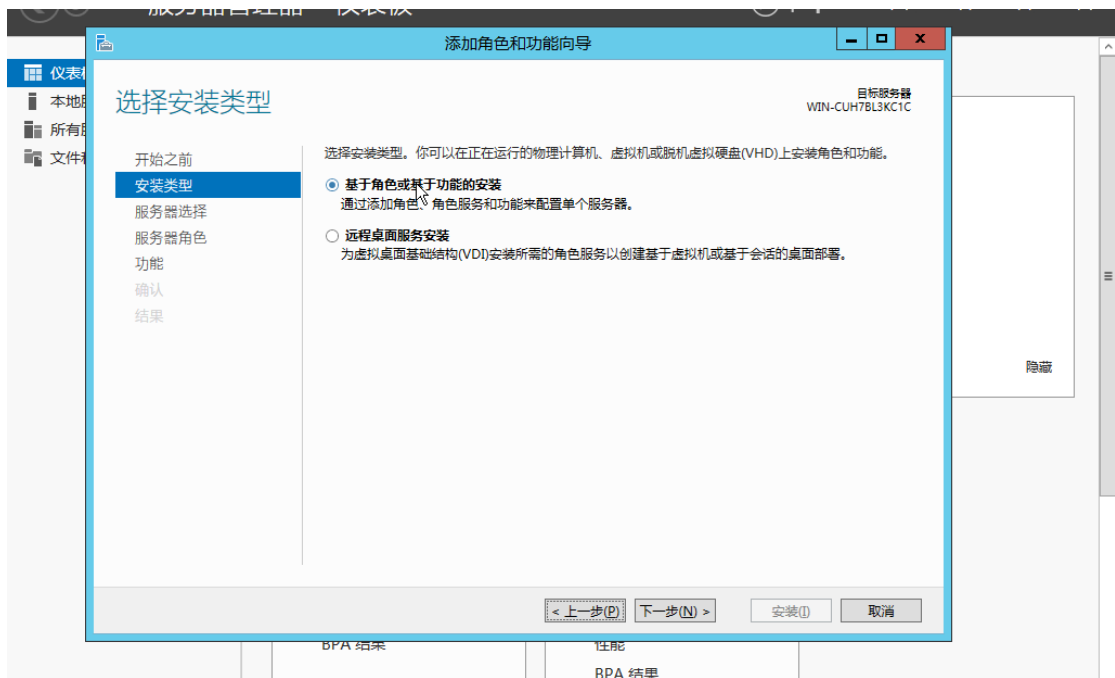 服务器管理器 仪表板
添加角色和功能向导
仪表
本地
所有
文件
选择安装类型
目标服务器
WIN-CUH7BL3KC1C
开始之前
安装类型
服务器选择
服务器角色
功能
确认
结果
选择安装类型。你可以在正在运行的物理计算机、虚拟机或脱机虚拟硬盘(VHD)上安装角色和功能。
基于角色或基于功能的安装
通过添加角色、角色服务和功能来配置单个服务器。
远程桌面服务安装
为虚拟桌面基础结构(VDI)安装所需的角色服务以创建基于虚拟机或基于会话的桌面部署。
隐藏
< 上一步(P)
下一步(N) >
安装(I)
取消
BPA 结果
性能
BPA 结果